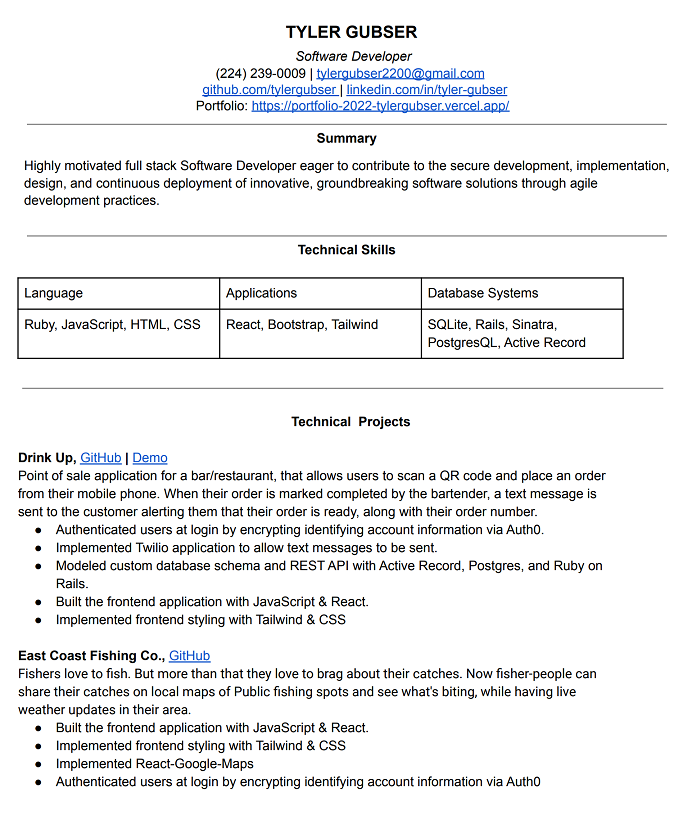 TYLER GUBSER
Software Developer
(224) 239-0009 | tylergubser2200@gmail.com
github.com/tylergubser | linkedin.com/in/tyler-gubser
Portfolio: https://portfolio-2022-tylergubser.vercel.app/
Summary
Highly motivated full stack Software Developer eager to contribute to the secure development, implementation,
design, and continuous deployment of innovative, groundbreaking software solutions through agile
development practices.
Technical Skills
Language Applications Database Systems
Ruby, JavaScript, HTML, CSS React, Bootstrap, Tailwind SQLite, Rails, Sinatra,
PostgresQL, Active Record
Technical Projects
Drink Up, GitHub | Demo
Point of sale application for a bar/restaurant, that allows users to scan a QR code and place an order
from their mobile phone. When their order is marked completed by the bartender, a text message is
sent to the customer alerting them that their order is ready, along with their order number.
● Authenticated users at login by encrypting identifying account information via Auth0.
● Implemented Twilio application to allow text messages to be sent.
● Modeled custom database schema and REST API with Active Record, Postgres, and Ruby on
Rails.
● Built the frontend application with JavaScript & React.
● Implemented frontend styling with Tailwind & CSS
East Coast Fishing Co., GitHub
Fishers love to fish. But more than that they love to brag about their catches. Now fisher-people can
share their catches on local maps of Public fishing spots and see what's biting, while having live
weather updates in their area.
● Built the frontend application with JavaScript & React.
● Implemented frontend styling with Tailwind & CSS
● Implemented React-Google-Maps
● Authenticated users at login by encrypting identifying account information via Auth0